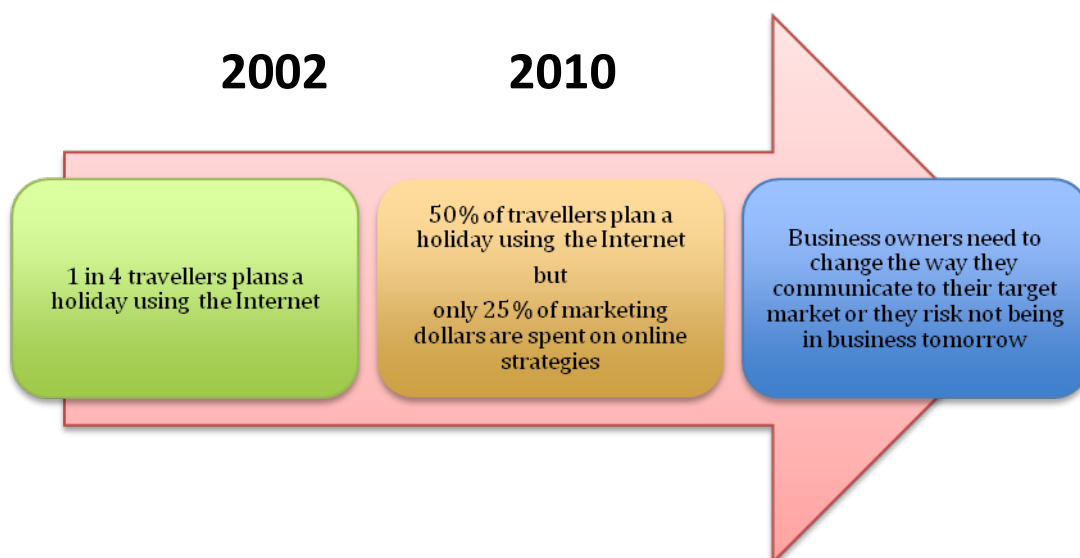 2002
2010
1 in 4 travellers plans a
holiday using the Internet
50% of travellers plan a
holiday using the Internet
but
only 25% of marketing
dollars are spent on online
strategies
Business owners need to
change the way they
communicate to their target
market or they risk not being
in business tomorrow